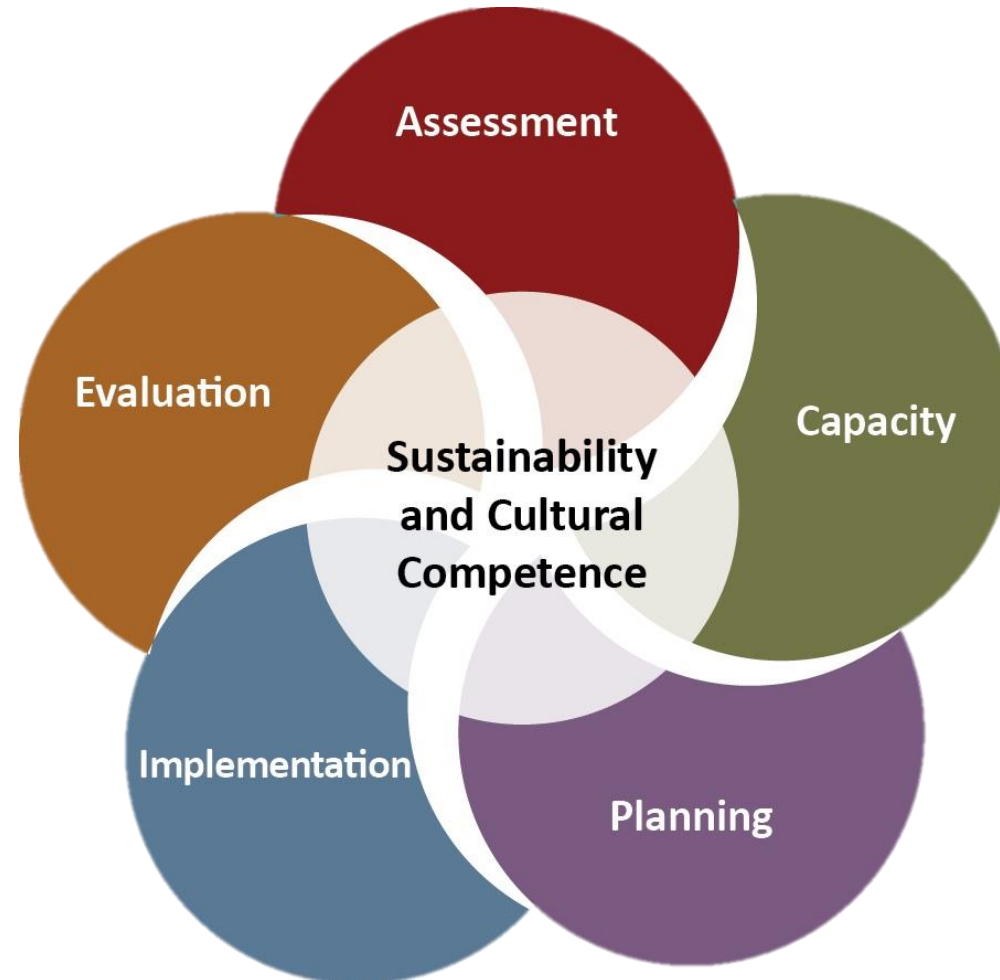 Assessment
Capacity
Planning
Implementation
Evaluation
Sustainability
and Cultural
Competence